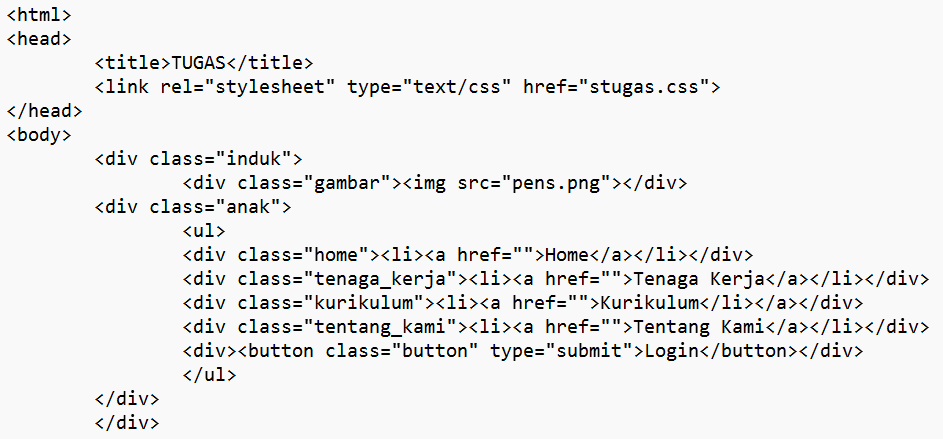 <html>
<head>
	<title>TUGAS</title>
	<link rel="stylesheet" type="text/css" href="stugas.css">
</head>
<body>
	<div class="induk">
		<div class="gambar"><img src="pens.png"></div>
	<div class="anak">
		<ul>
		<div class="home"><li><a href="">Home</a></li></div>
		<div class="tenaga_kerja"><li><a href="">Tenaga Kerja</a></li></div>
		<div class="kurikulum"><li><a href="">Kurikulum</li></a></div>
		<div class="tentang_kami"><li><a href="">Tentang Kami</a></li></div>
		<div><button class="button" type="submit">Login</button></div>
		</ul>
	</div>
	</div>